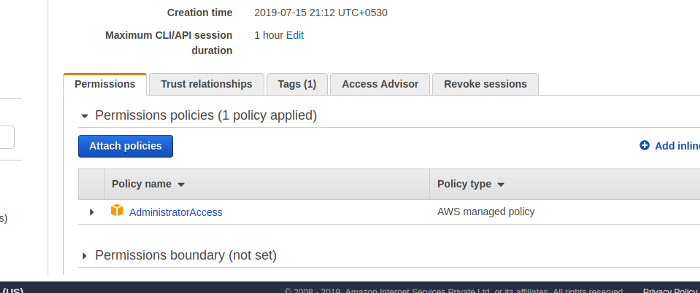 Creation time 2019-07-15 21:12 UTC+0530
Maximum CLI/API session duration 1 hour Edit
Permissions Trust relationships Tags (1) Access Advisor Revoke sessions
Permissions policies (1 policy applied)
Attach policies Add inline
Policy name Policy type
AdministratorAccess AWS managed policy
s)
Permissions boundary (not set)
(US) © 2008 - 2019, Amazon Internet Services Private Ltd. or its affiliates. All rights reserved. Privacy Policy